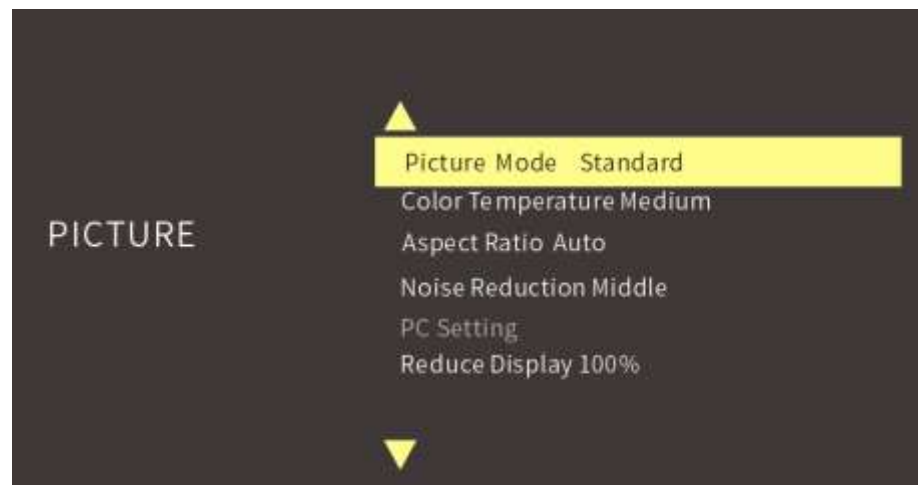 Picture Mode Standard
Color Temperature Medium
PICTURE
Aspect Ratio Auto
Noise Reduction Middle
PC Setting
Reduce Display 100%